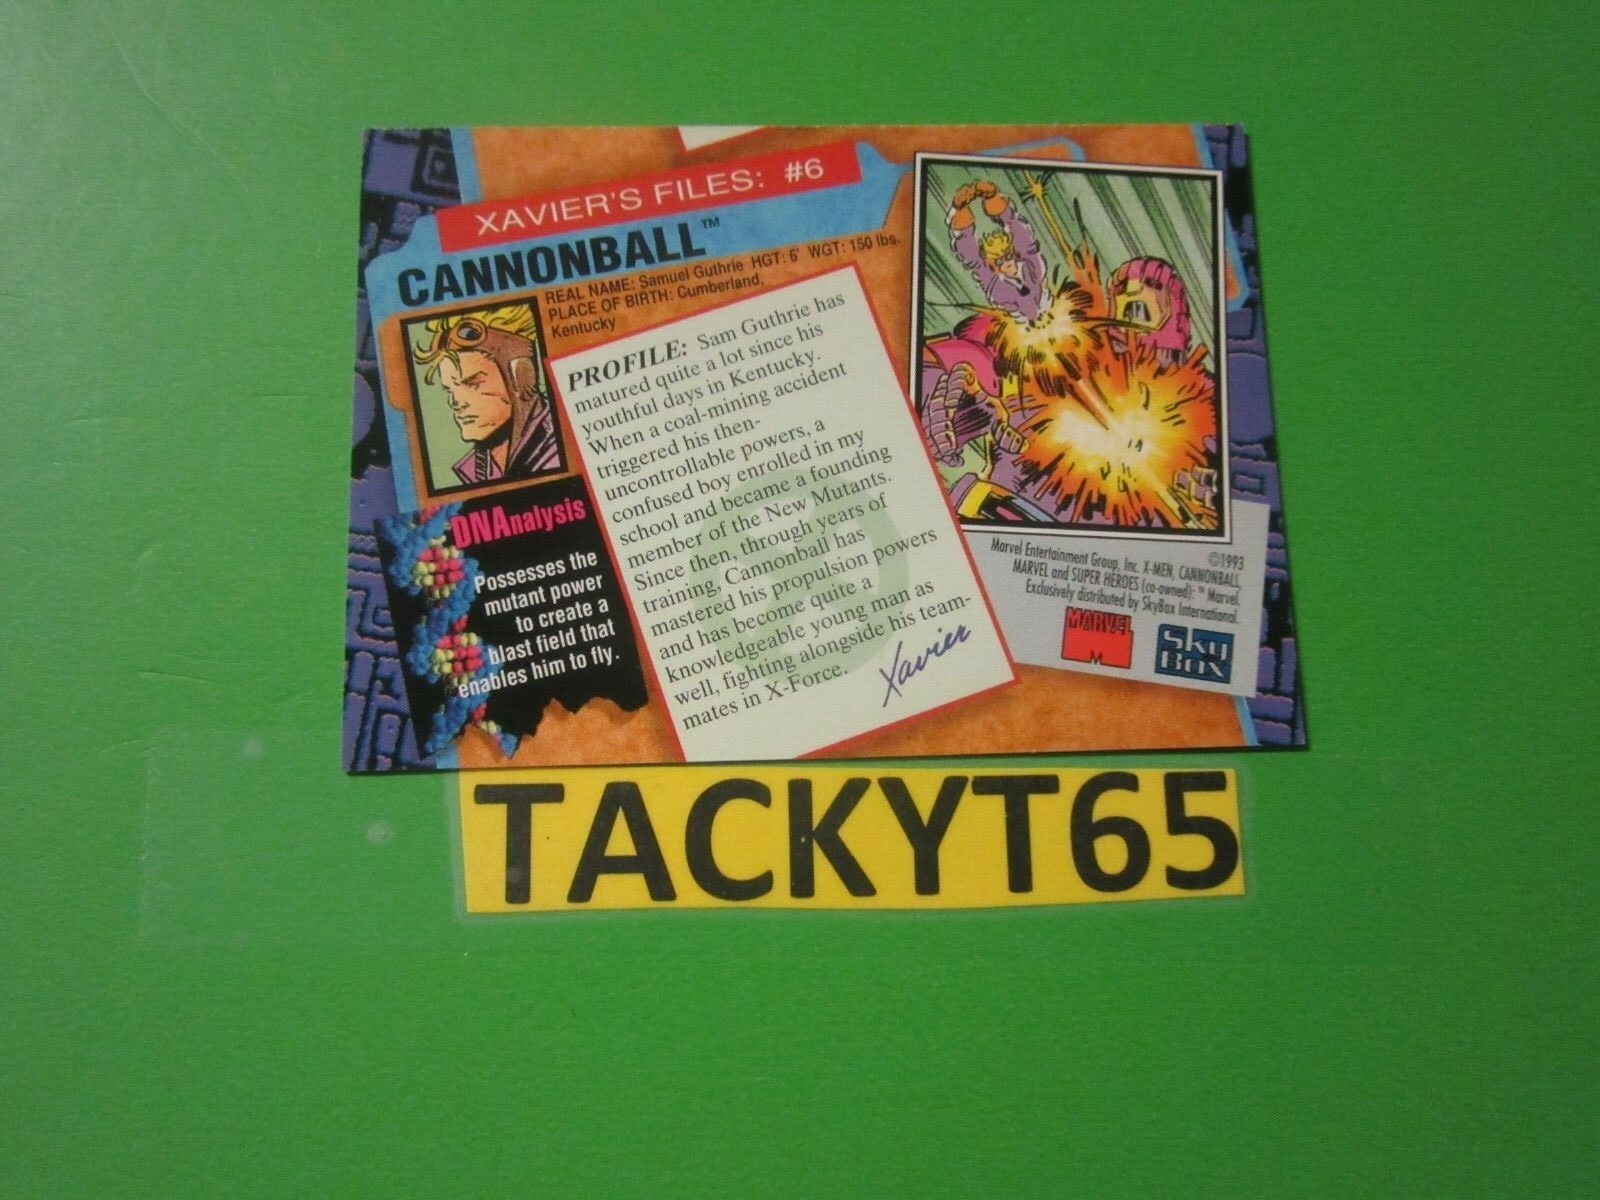 XAVIER'S FILES: #6
CANNONBALL™
REAL NAME: Samuel Guthrie HGT: 6' WGT: 150 lbs.
PLACE OF BIRTH: Cumberland,
Kentucky
PROFILE: Sam Guthrie has
matured quite a lot since his
youthful days in Kentucky.
When a coal-mining accident
triggered his then-
uncontrollable powers, a
confused boy enrolled in my
school and became a founding
member of the New Mutants.
Since then, through years of
training, Cannonball has
mastered his propulsion powers
and has become quite a
knowledgeable young man as
well, fighting alongside his team-
mates in X-Force.
Xavier
DNAnalysis
Possesses the
mutant power
to create a
blast field that
enables him to fly.
©1993
Marvel Entertainment Group, Inc. X-MEN, CANNONBALL,
MARVEL and SUPER HEROES (co-owned): ™ Marvel.
Exclusively distributed by SkyBox International.
MARVEL
M
SKY
BOX
TACKYT65